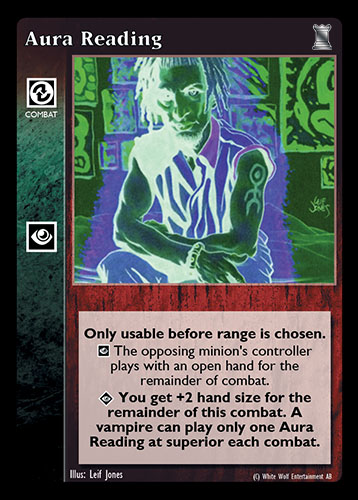 Aura Reading
COMBAT
LEIF
JONES
Only usable before range is chosen.
The opposing minion's controller
plays with an open hand for the
remainder of combat.
You get +2 hand size for the
remainder of this combat. A
vampire can play only one Aura
Reading at superior each combat.
Illus: Leif Jones
(C) White Wolf Entertainment AB